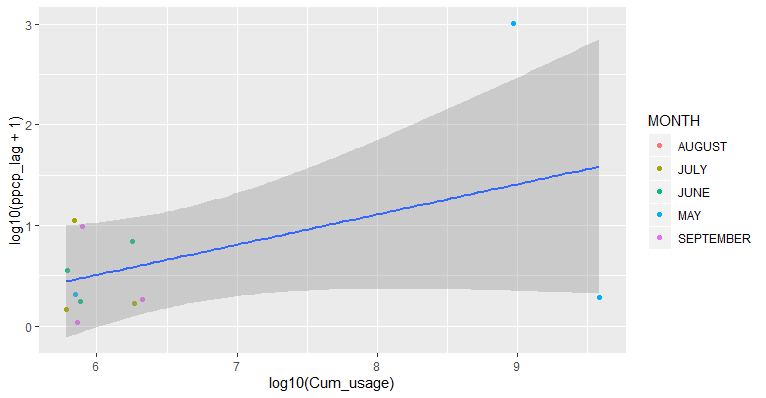 3
2
1
0
log10(ppcp_lag + 1)
6
7
8
9
log10(Cum_usage)
MONTH
AUGUST
JULY
JUNE
MAY
SEPTEMBER